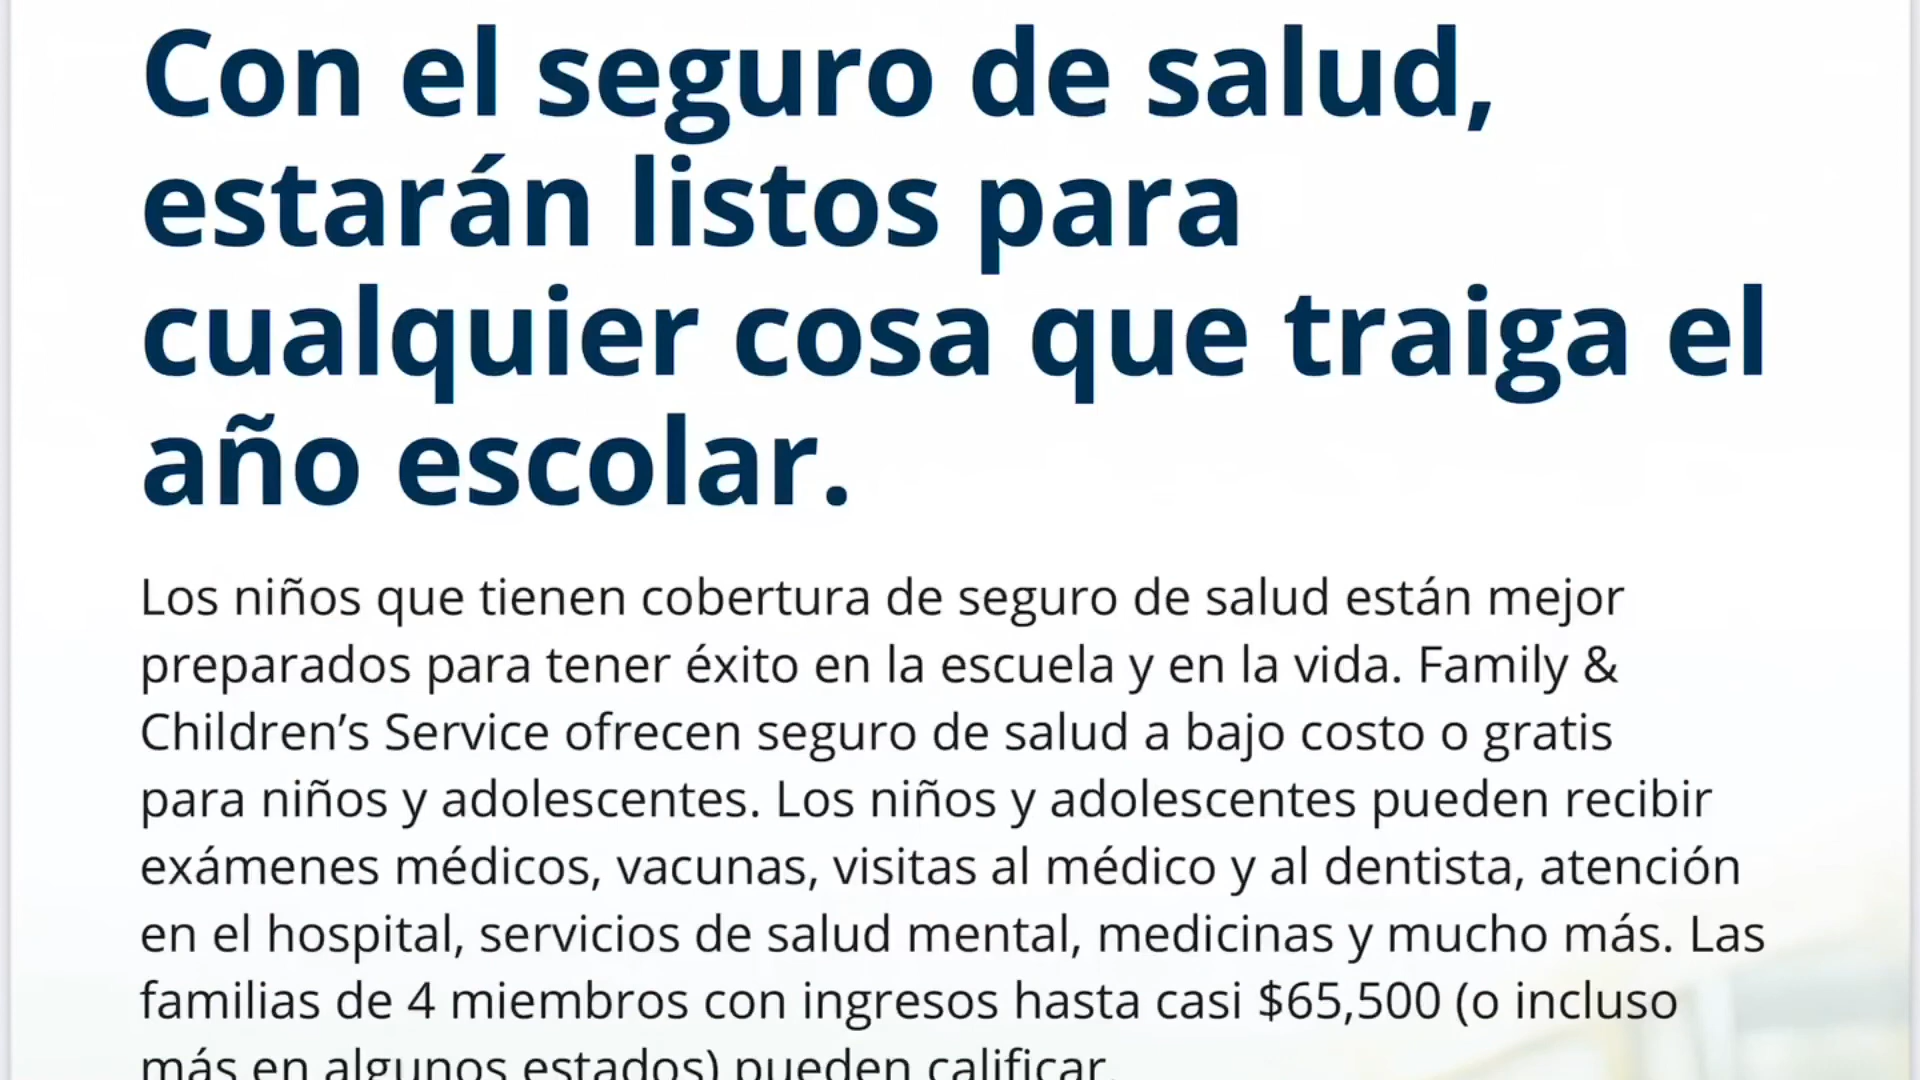 Con el seguro de salud,
estarán listos para
cualquier cosa que traiga el
año escolar.
Los niños que tienen cobertura de seguro de salud están mejor
preparados para tener éxito en la escuela y en la vida. Family &
Children’s Service ofrecen seguro de salud a bajo costo o gratis
para niños y adolescentes. Los niños y adolescentes pueden recibir
exámenes médicos, vacunas, visitas al médico y al dentista, atención
en el hospital, servicios de salud mental, medicinas y mucho más. Las
familias de 4 miembros con ingresos hasta casi $65,500 (o incluso
más en algunos estados) pueden calificar.